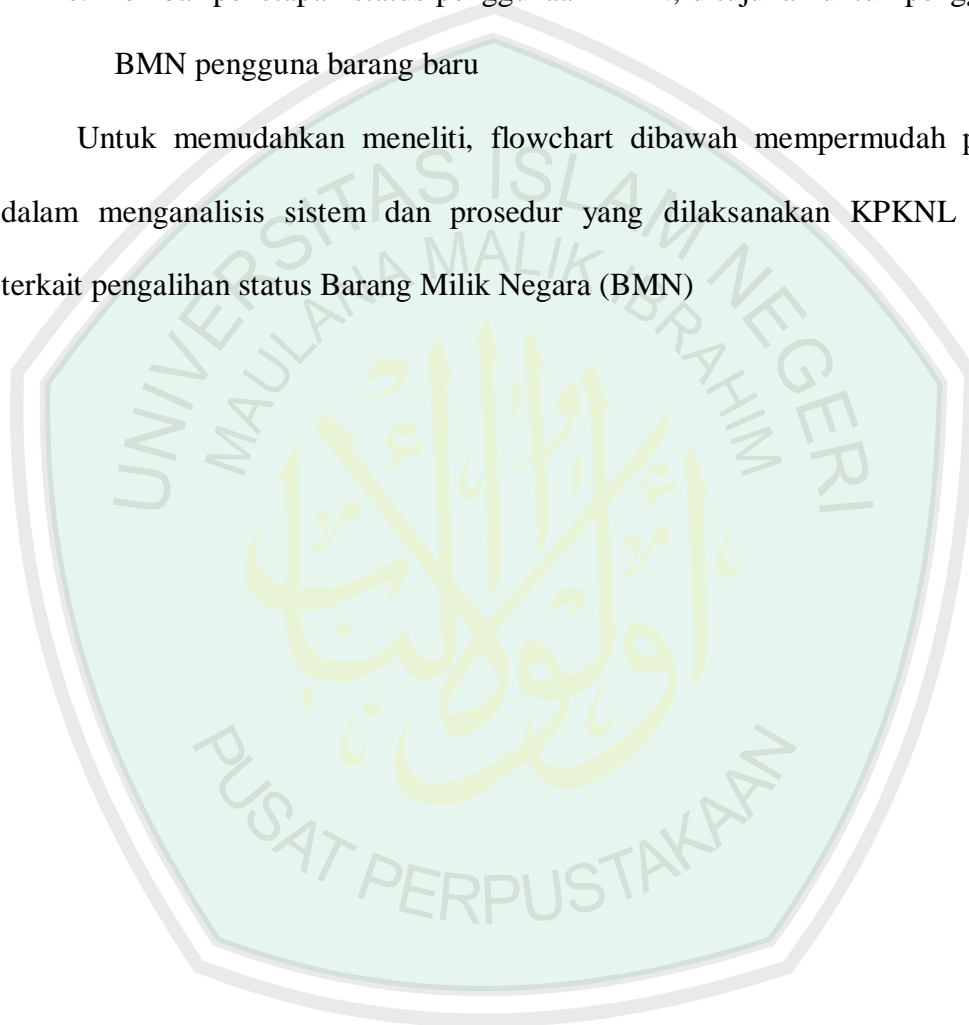 BMN pengguna barang baru
Untuk memudahkan meneliti, flowchart dibawah mempermudah
dalam menganalisis sistem dan prosedur yang dilaksanakan KPKNL
terkait pengalihan status Barang Milik Negara (BMN)
UNIVERSITAS ISLAM NEGERI
MAULANA MALIK IBRAHIM
PUSAT PERPUSTAKAAN